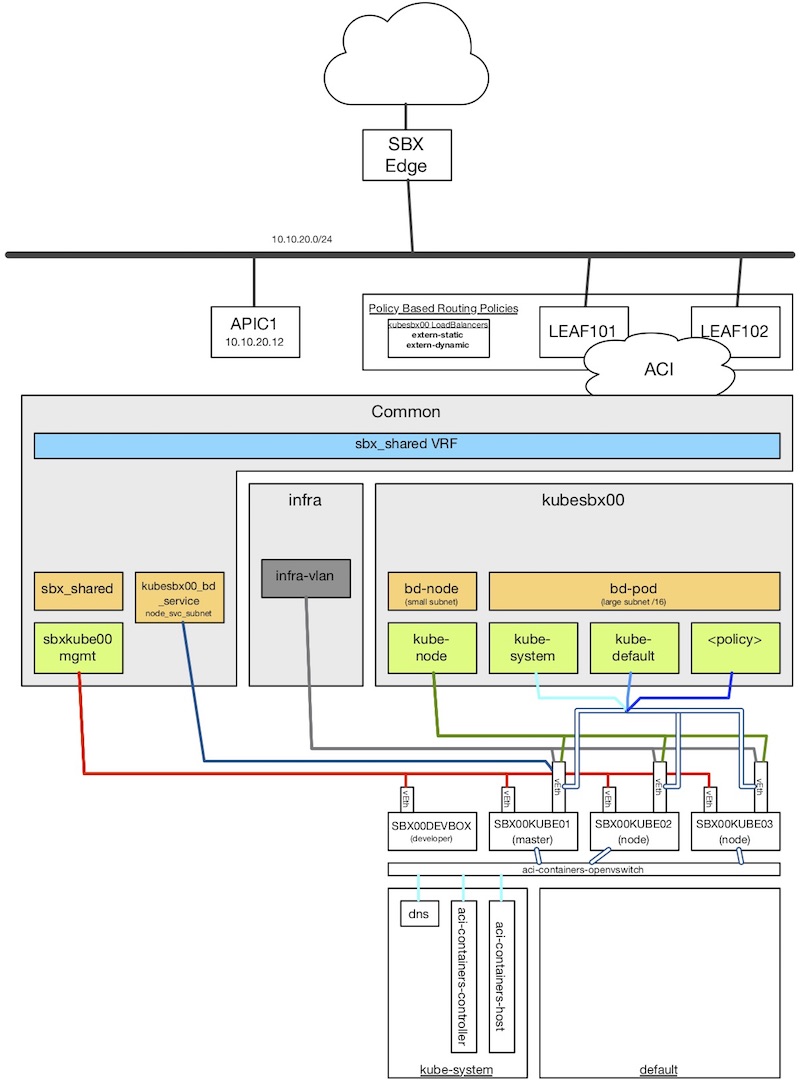 SBX
Edge
10.10.20.0/24
APIC1
10.10.20.12
Policy Based Routing Policies
kubesbx00 LoadBalancers
extern-static
extern-dynamic
LEAF101
LEAF102
ACI
Common
sbx_shared VRF
infra
kubesbx00
infra-vlan
sbx_shared
kubesbx00_bd
_service
node_svc_subnet
bd-node
(small subnet)
bd-pod
(large subnet /16)
sbxkube00
mgmt
kube-
node
kube-
system
kube-
default
<policy>
vEth
vEth
vEth
vEth
vEth
vEth
vEth
SBX00DEVBOX
(developer)
SBX00KUBE01
(master)
SBX00KUBE02
(node)
SBX00KUBE03
(node)
aci-containers-openvswitch
dns
aci-containers-controller
aci-containers-host
kube-system
default